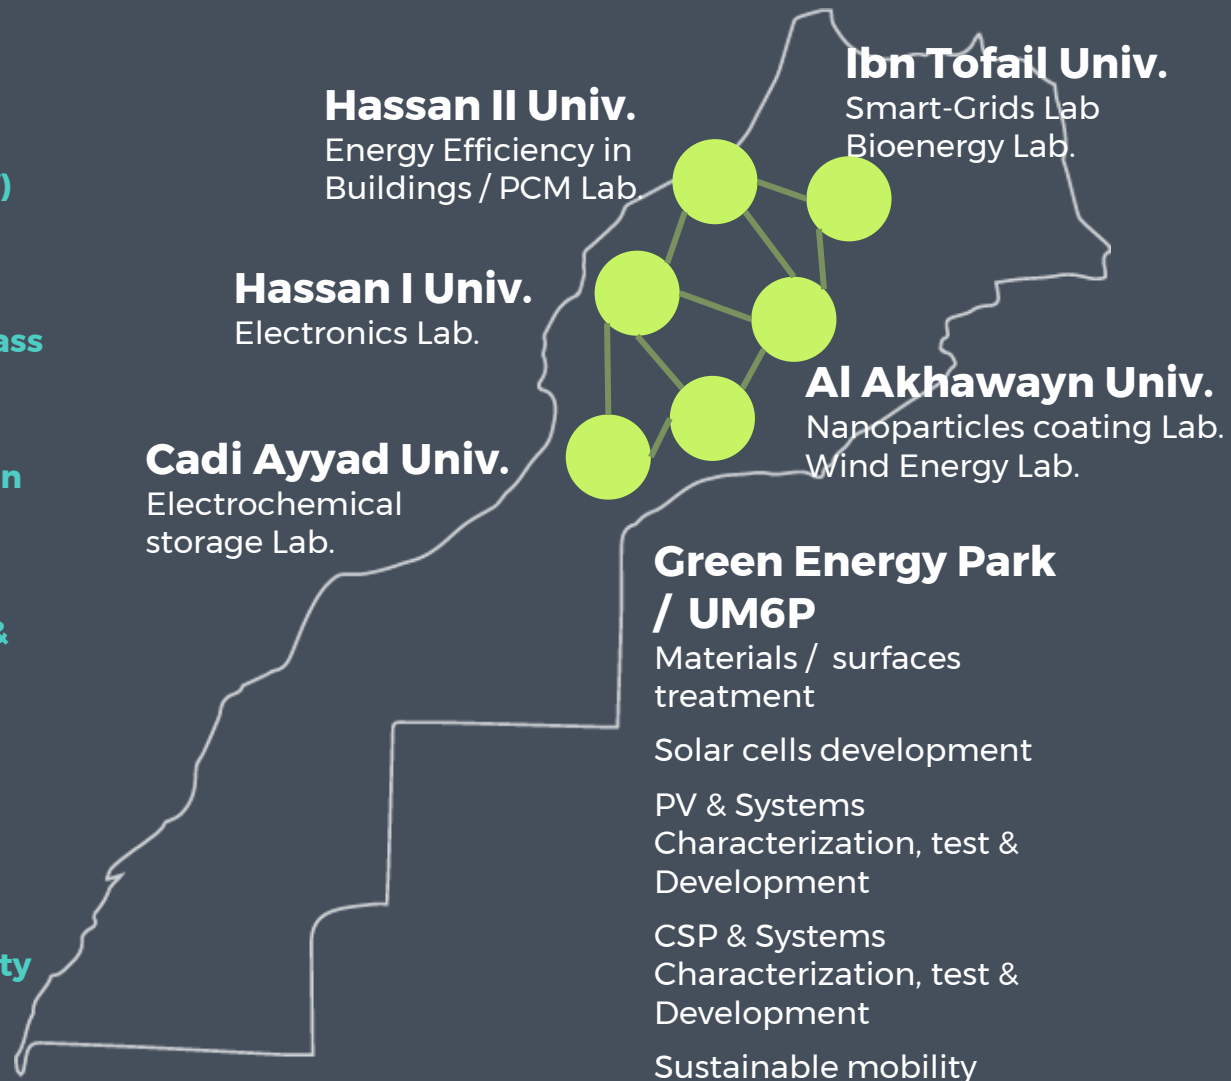 Ibn Tofail Univ.
Smart-Grids Lab
Bioenergy Lab.
Hassan II Univ.
Energy Efficiency in
Buildings / PCM Lab.
Hassan I Univ.
Electronics Lab.
Al Akhawayn Univ.
Nanoparticles coating Lab.
Wind Energy Lab.
Cadi Ayyad Univ.
Electrochemical
storage Lab.
Green Energy Park
/ UM6P
Materials / surfaces
treatment
Solar cells development
PV & Systems
Characterization, test &
Development
CSP & Systems
Characterization, test &
Development
Sustainable mobility
)
ass
n
&
ty